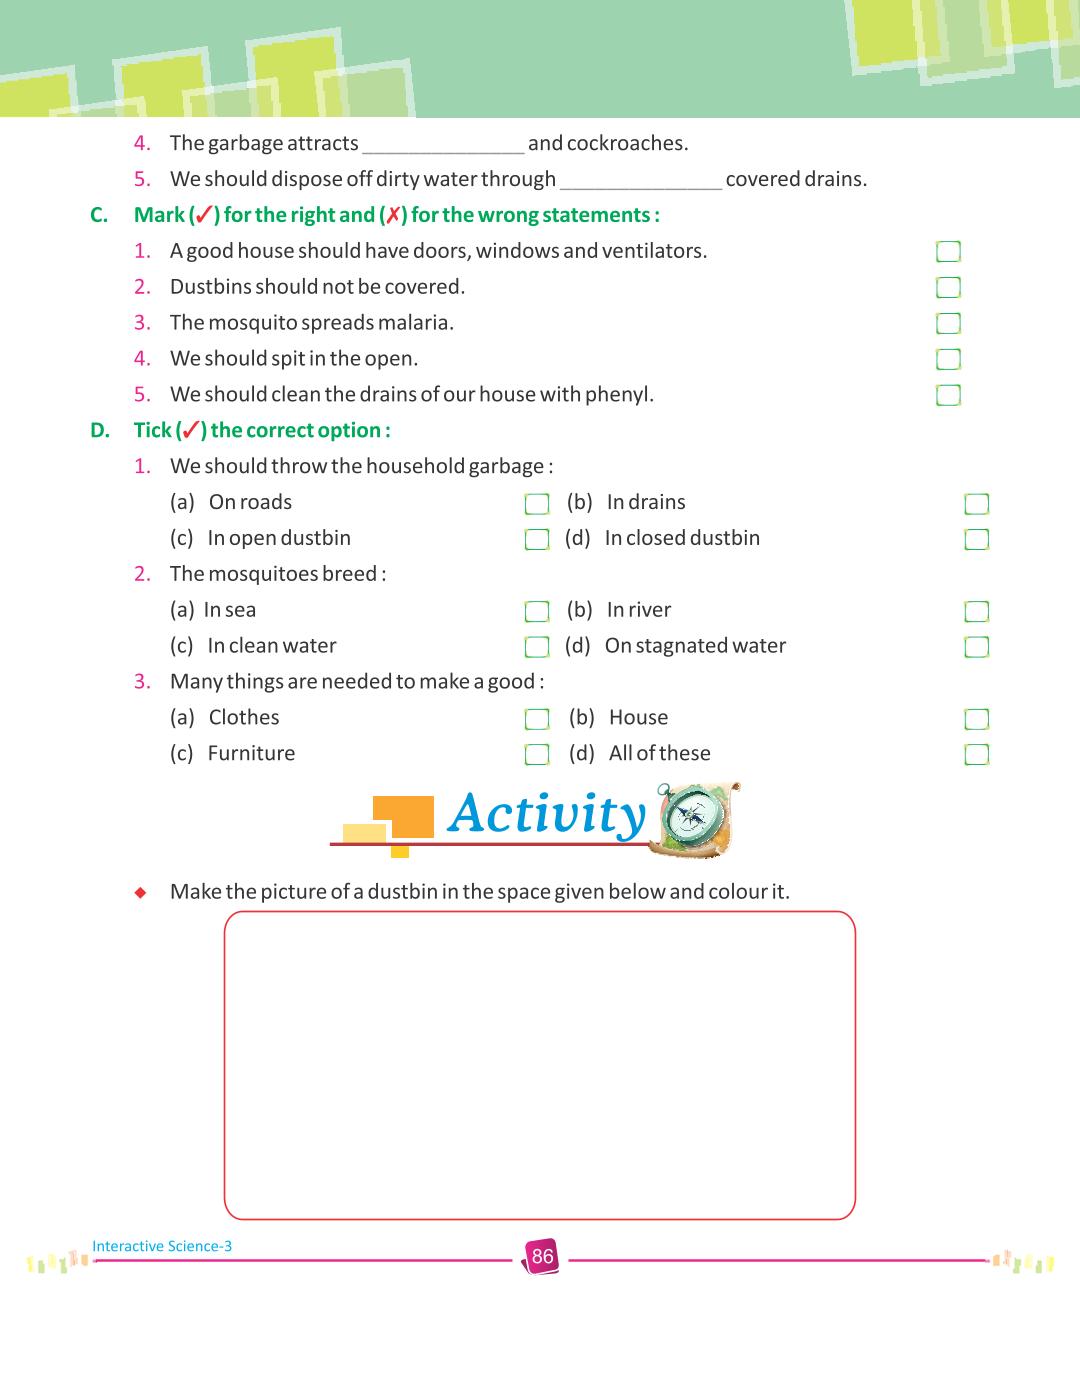 4. The garbage attracts ______________ and cockroaches.
5. We should dispose off dirty water through ______________ covered drains.
C. Mark (✓) for the right and (✗) for the wrong statements :
1. A good house should have doors, windows and ventilators.
2. Dustbins should not be covered.
3. The mosquito spreads malaria.
4. We should spit in the open.
5. We should clean the drains of our house with phenyl.
D. Tick (✓) the correct option :
1. We should throw the household garbage :
(a) On roads (b) In drains
(c) In open dustbin (d) In closed dustbin
2. The mosquitoes breed :
(a) In sea (b) In river
(c) In clean water (d) On stagnated water
3. Many things are needed to make a good :
(a) Clothes (b) House
(c) Furniture (d) All of these
Activity
◆ Make the picture of a dustbin in the space given below and colour it.
Interactive Science-3
86